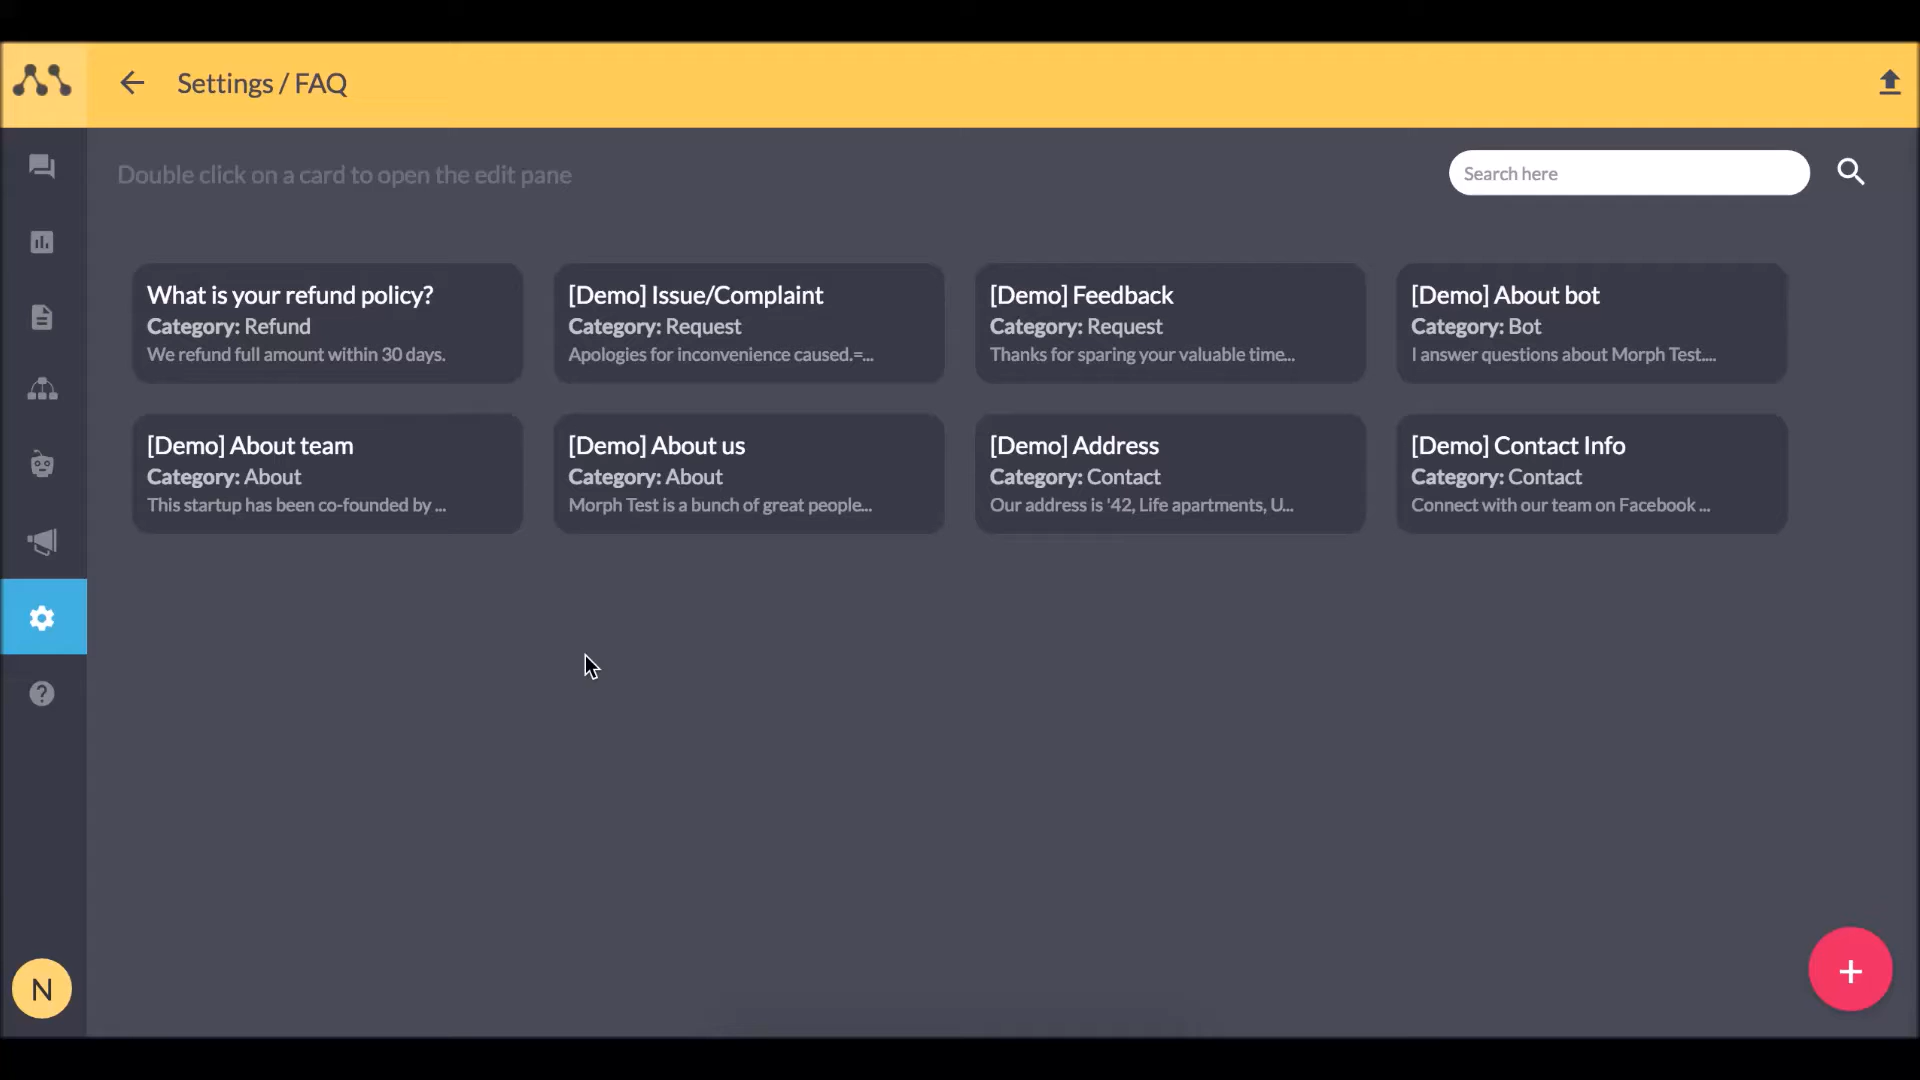 Settings / FAQ
Double click on a card to open the edit pane
Search here
What is your refund policy?
Category: Refund
We refund full amount within 30 days.
[Demo] Issue/Complaint
Category: Request
Apologies for inconvenience caused.=...
[Demo] Feedback
Category: Request
Thanks for sparing your valuable time...
[Demo] About bot
Category: Bot
I answer questions about Morph Test....
[Demo] About team
Category: About
This startup has been co-founded by ...
[Demo] About us
Category: About
Morph Test is a bunch of great people...
[Demo] Address
Category: Contact
Our address is '42, Life apartments, U...
[Demo] Contact Info
Category: Contact
Connect with our team on Facebook ...
N